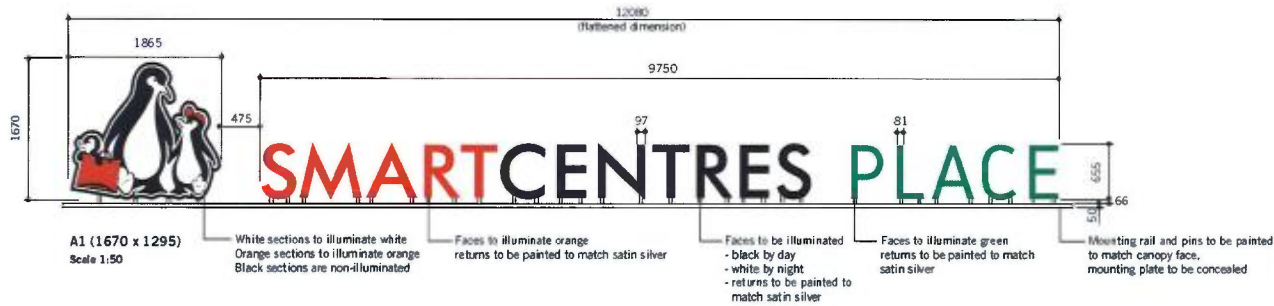 12080
(flattened dimension)
1865
9750
1670
475
97
81
SMARTCENTRES PLACE
655
66
50
A1 (1670 x 1295)
Scale 1:50
White sections to illuminate white
Orange sections to illuminate orange
Black sections are non-illuminated
Faces to illuminate orange
returns to be painted to match satin silver
Faces to be illuminated
- black by day
- white by night
- returns to be painted to
match satin silver
Faces to illuminate green
returns to be painted to match
satin silver
Mounting rail and pins to be painted
to match canopy face,
mounting plate to be concealed